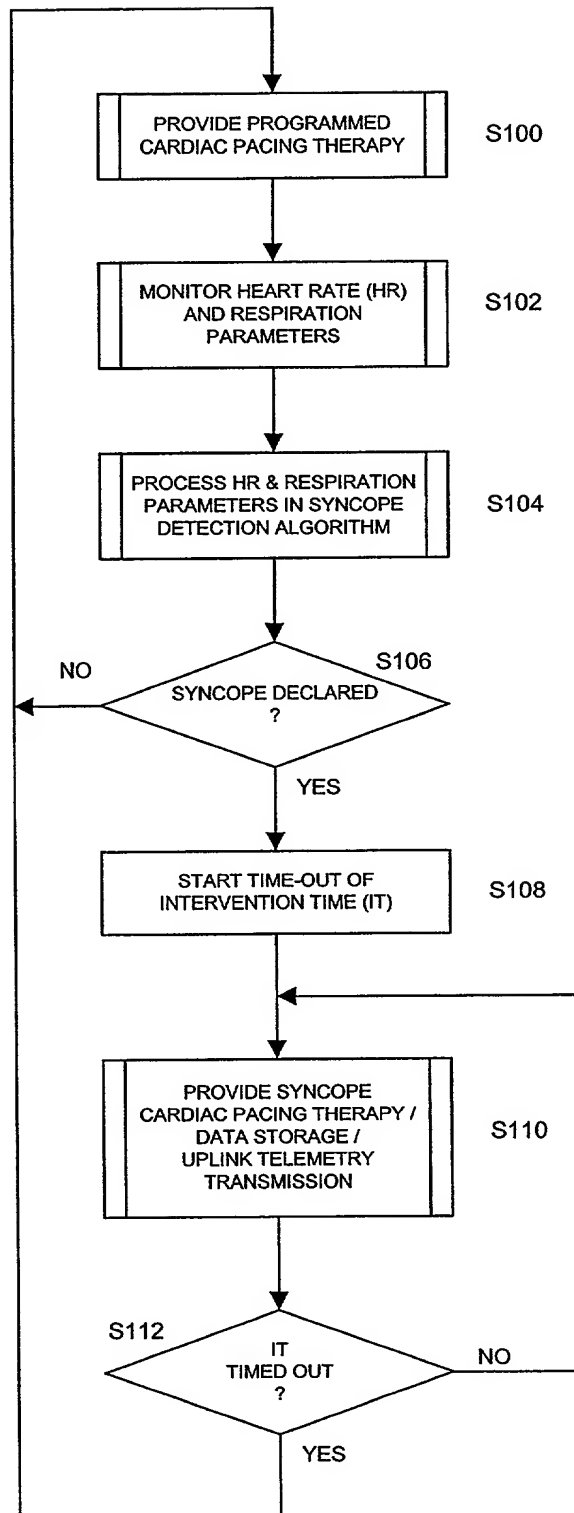 PROVIDE PROGRAMMED
CARDIAC PACING THERAPY
S100
MONITOR HEART RATE (HR)
AND RESPIRATION
PARAMETERS
S102
PROCESS HR & RESPIRATION
PARAMETERS IN SYNCOPE
DETECTION ALGORITHM
S104
S106
NO
SYNCOPE DECLARED
?
YES
START TIME-OUT OF
INTERVENTION TIME (IT)
S108
PROVIDE SYNCOPE
CARDIAC PACING THERAPY /
DATA STORAGE /
UPLINK TELEMETRY
TRANSMISSION
S110
S112
IT
TIMED OUT
?
NO
YES